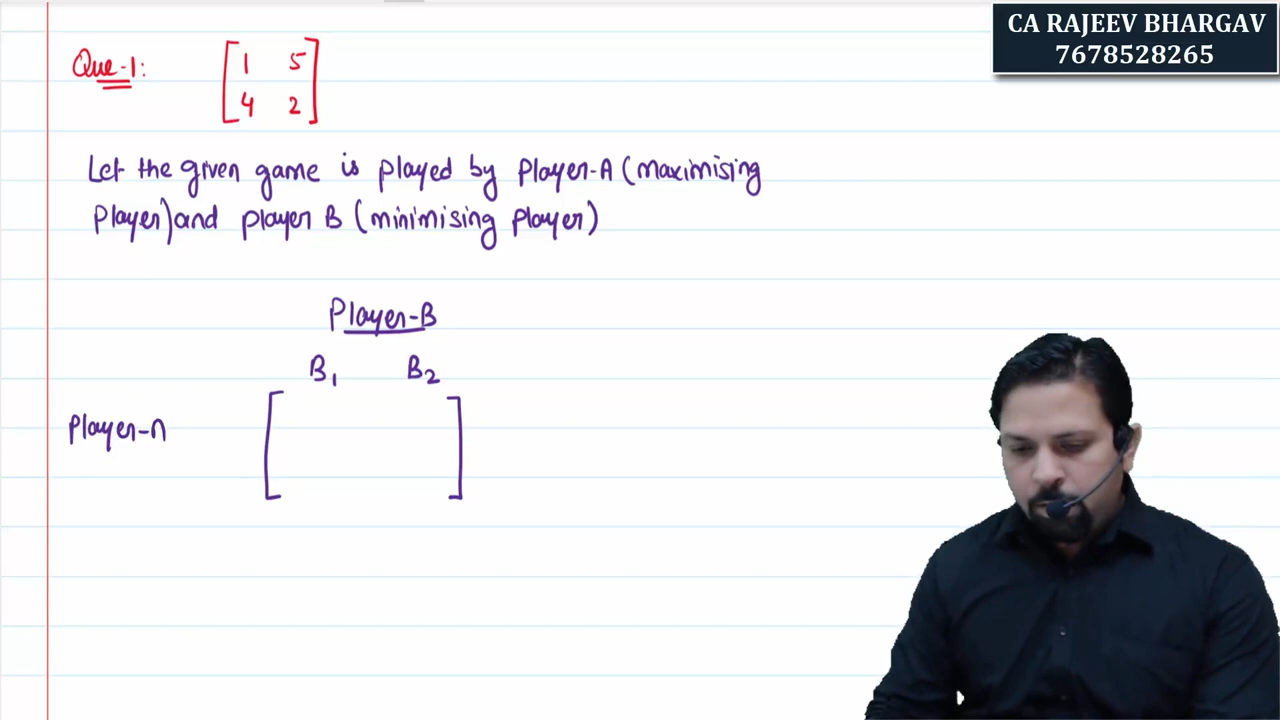 CA RAJEEV BHARGAV
7678528265
Que-1: [1 5
4 2]
Let the given game is played by Player-A (maximising
Player) and player B (minimising player)
Player-B
B₁ B₂
Player-A [ ]